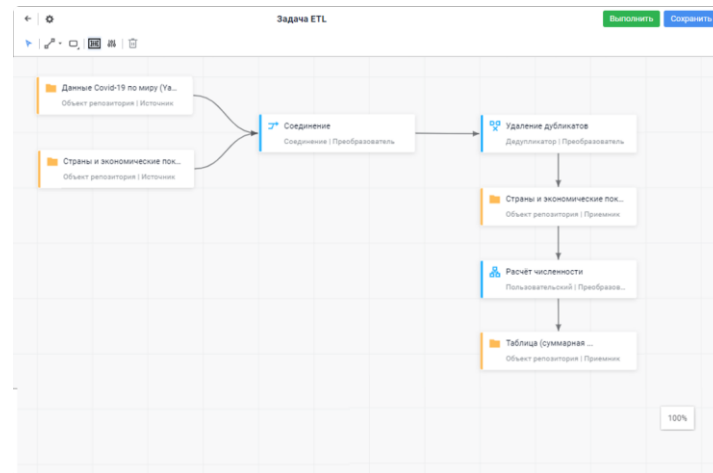 Задача ETL
Выполнить
Сохранить
Данные Covid-19 по миру (Ya...
Объект репозитория | Источник
Страны и экономические пок...
Объект репозитория | Источник
Соединение
Соединение | Преобразователь
Удаление дубликатов
Дедупликатор | Преобразователь
Страны и экономические пок...
Объект репозитория | Приемник
Расчёт численности
Пользовательский | Преобразов...
Таблица (суммарная ...
Объект репозитория | Приемник
100%